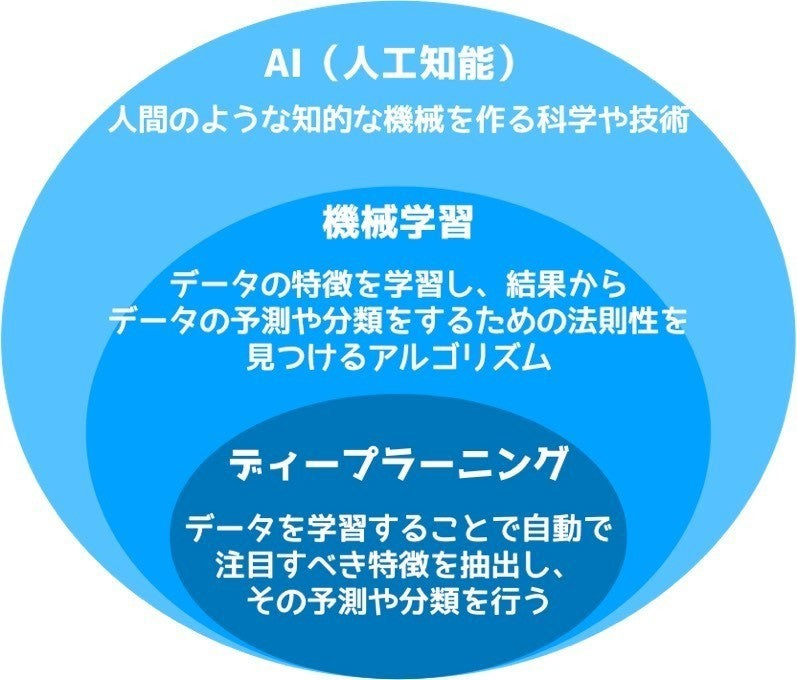 AI（人工知能）
人間のような知的な機械を作る科学や技術
機械学習
データの特徴を学習し、結果から
データの予測や分類をするための法則性を
見つけるアルゴリズム
ディープラーニング
データを学習することで自動で
注目すべき特徴を抽出し、
その予測や分類を行う